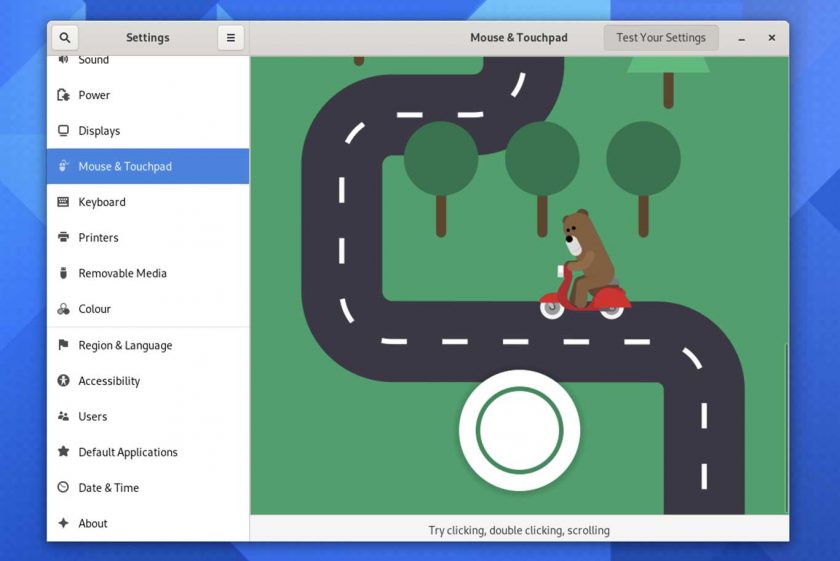 Settings
Mouse & Touchpad
Test Your Settings
Sound
Power
Displays
Mouse & Touchpad
Keyboard
Printers
Removable Media
Colour
Region & Language
Accessibility
Users
Default Applications
Date & Time
About
Try clicking, double clicking, scrolling